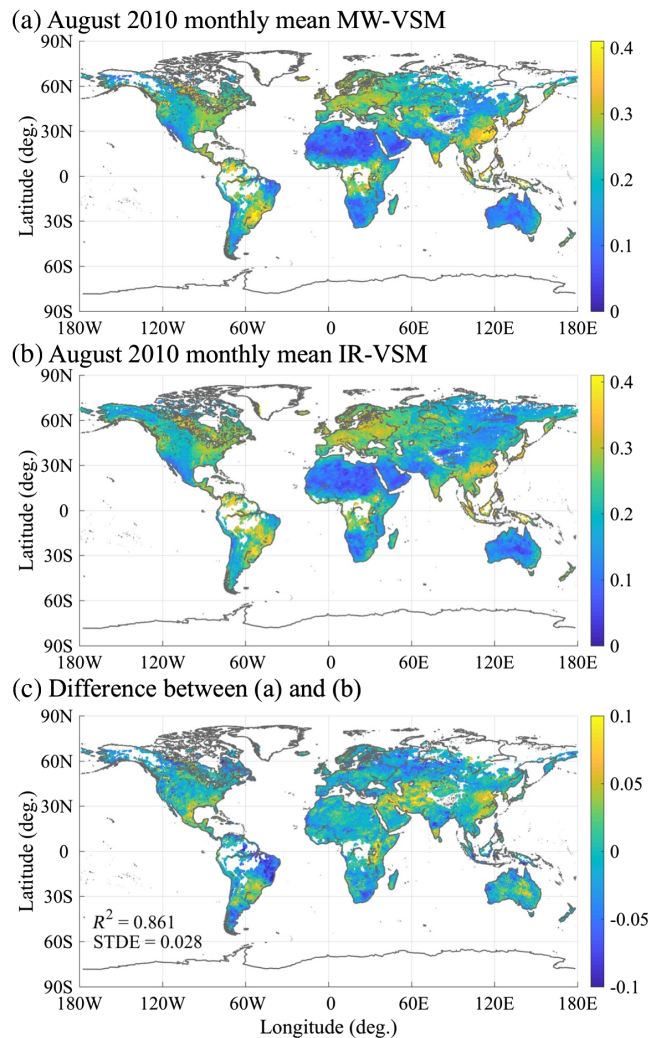 (a) August 2010 monthly mean MW-VSM
90N
60N
30N
0
30S
60S
90S
Latitude (deg.)
180W 120W 60W 0 60E 120E 180E
0.4
0.3
0.2
0.1
0
(b) August 2010 monthly mean IR-VSM
90N
60N
30N
0
30S
60S
90S
Latitude (deg.)
180W 120W 60W 0 60E 120E 180E
0.4
0.3
0.2
0.1
0
(c) Difference between (a) and (b)
90N
60N
30N
0
30S
60S
90S
Latitude (deg.)
R² = 0.861
STDE = 0.028
180W 120W 60W 0 60E 120E 180E
Longitude (deg.)
0.1
0.05
0
-0.05
-0.1